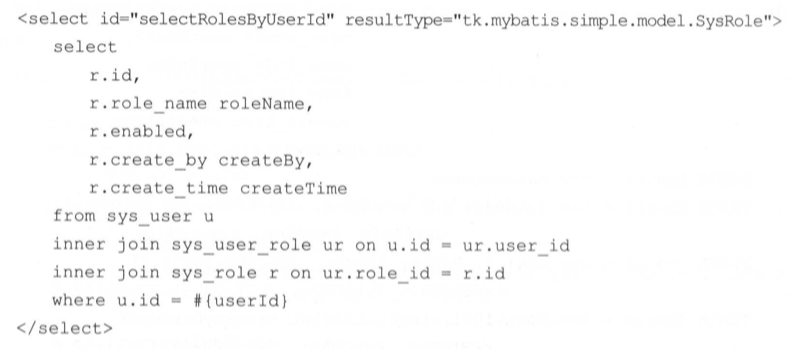 <select id="selectRolesByUserId" resultType="tk.mybatis.simple.model.SysRole">
    select
        r.id,
        r.role_name roleName,
        r.enabled,
        r.create_by createBy,
        r.create_time createTime
    from sys_user u
    inner join sys_user_role ur on u.id = ur.user_id
    inner join sys_role r on ur.role_id = r.id
    where u.id = #{userId}
</select>